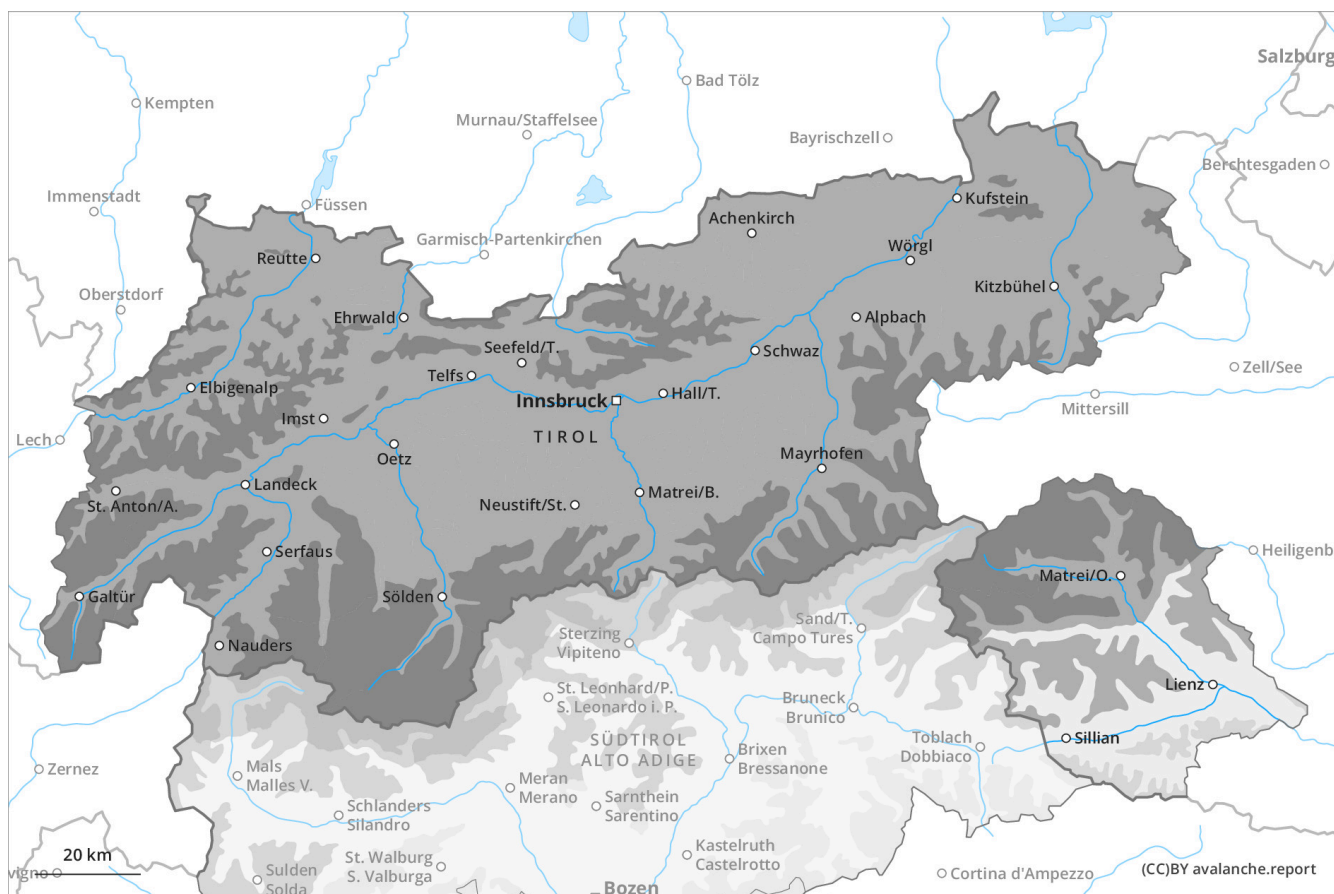 Salzburg
Bad Tölz
Kempten
Murnau/Staffelsee
Bayrischzell
Berchtesgaden
Immenstadt
Füssen
Kufstein
Achenkirch
Garmisch-Partenkirchen
Wörgl
Reutte
Kitzbühel
Oberstdorf
Ehrwald
Alpbach
Seefeld/T.
Schwaz
Zell/See
Telfs
Elbigenalp
Innsbruck
Hall/T.
Mittersill
Imst
TIROL
Lech
Oetz
Mayrhofen
Landeck
Matrei/B.
St. Anton/A.
Neustift/St.
Serfaus
Heiligenb
Matrei/O.
Galtür
Sölden
Sand/T.
Campo Tures
Sterzing
Vipiteno
Nauders
Lienz
St. Leonhard/P.
S. Leonardo i. P.
Bruneck
Brunico
Sillian
SÜDTIROL
ALTO ADIGE
Toblach
Dobbiaco
Brixen
Bressanone
Zernez
Mals
Malles V.
Meran
Merano
Sarnthein
Sarentino
Schlanders
Silandro
Kastelruth
Castelrotto
20 km
St. Walburg
S. Valburga
vigno
Sulden
Solda
Cortina d'Ampezzo
(CC)BY avalanche.report
Bozen